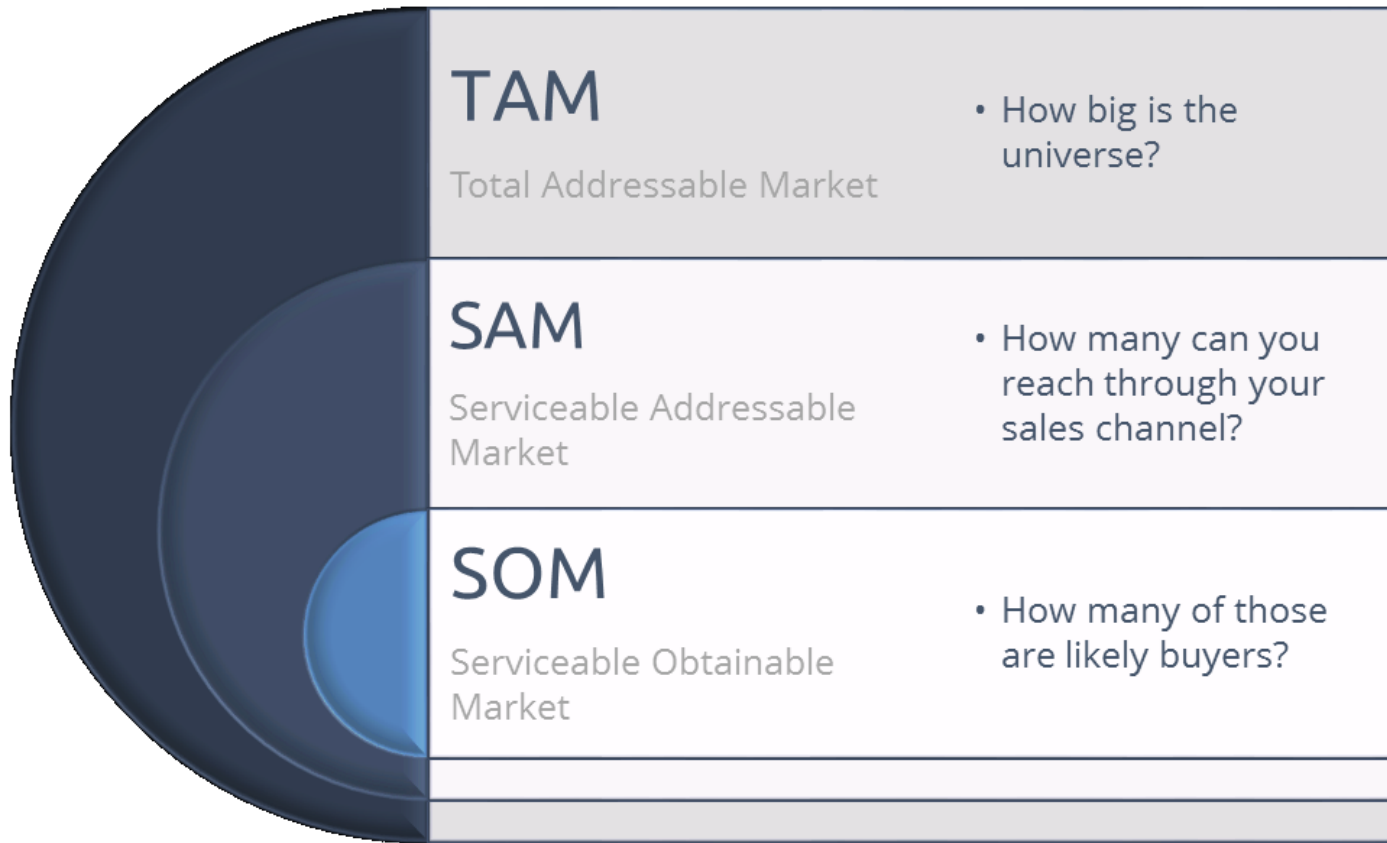 TAM
Total Addressable Market
• How big is the
universe?
SAM
Serviceable Addressable
Market
• How many can you
reach through your
sales channel?
SOM
Serviceable Obtainable
Market
• How many of those
are likely buyers?